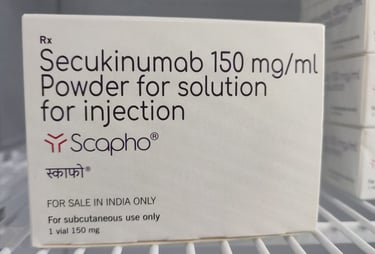 Rx
Secukinumab 150 mg/ml
Powder for solution
for injection
Scapho®
स्काफो®
FOR SALE IN INDIA ONLY
For subcutaneous use only
1 vial 150 mg